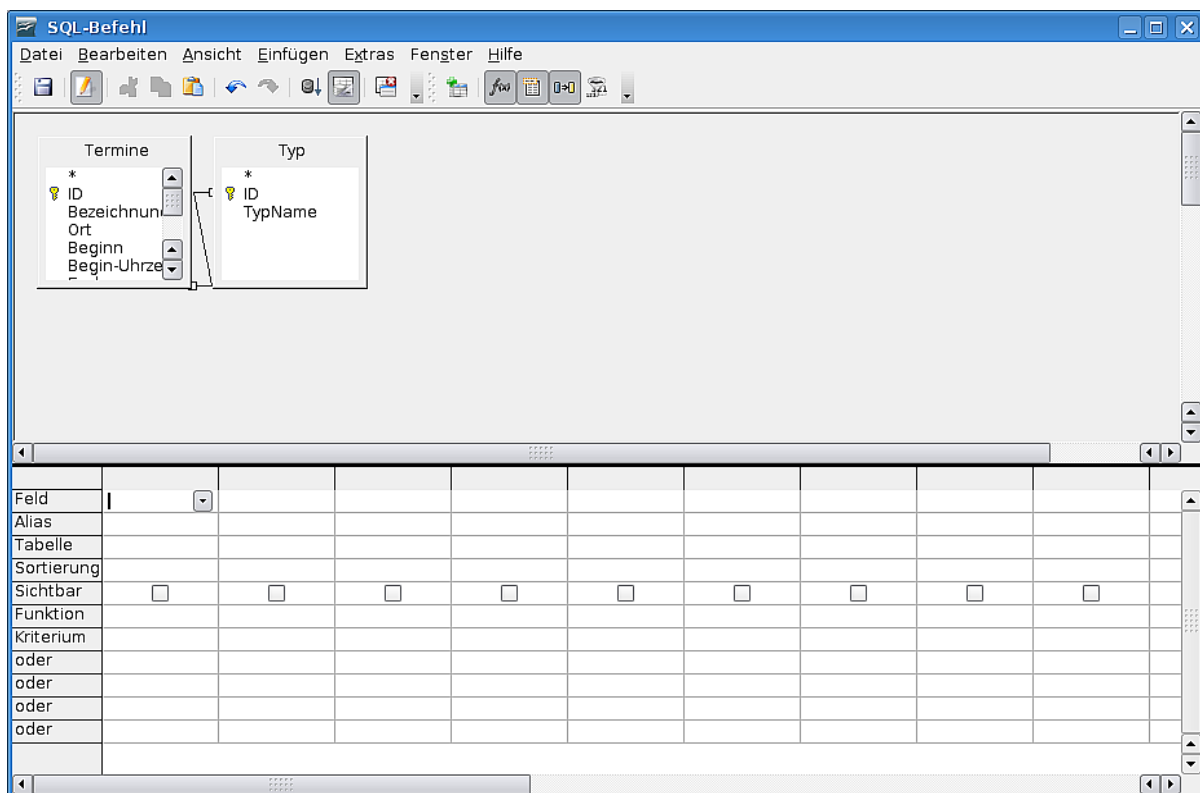 SQL-Befehl
Datei Bearbeiten Ansicht Einfügen Extras Fenster Hilfe
f(x)
Termine
*
ID
Bezeichnun
Ort
Beginn
Begin-Uhrze
Typ
*
ID
TypName
Feld
Alias
Tabelle
Sortierung
Sichtbar
Funktion
Kriterium
oder
oder
oder
oder